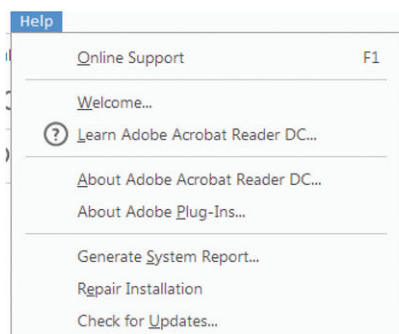 Help
Online Support F1
Welcome...
? Learn Adobe Acrobat Reader DC...
About Adobe Acrobat Reader DC...
About Adobe Plug-Ins...
Generate System Report...
Repair Installation
Check for Updates...